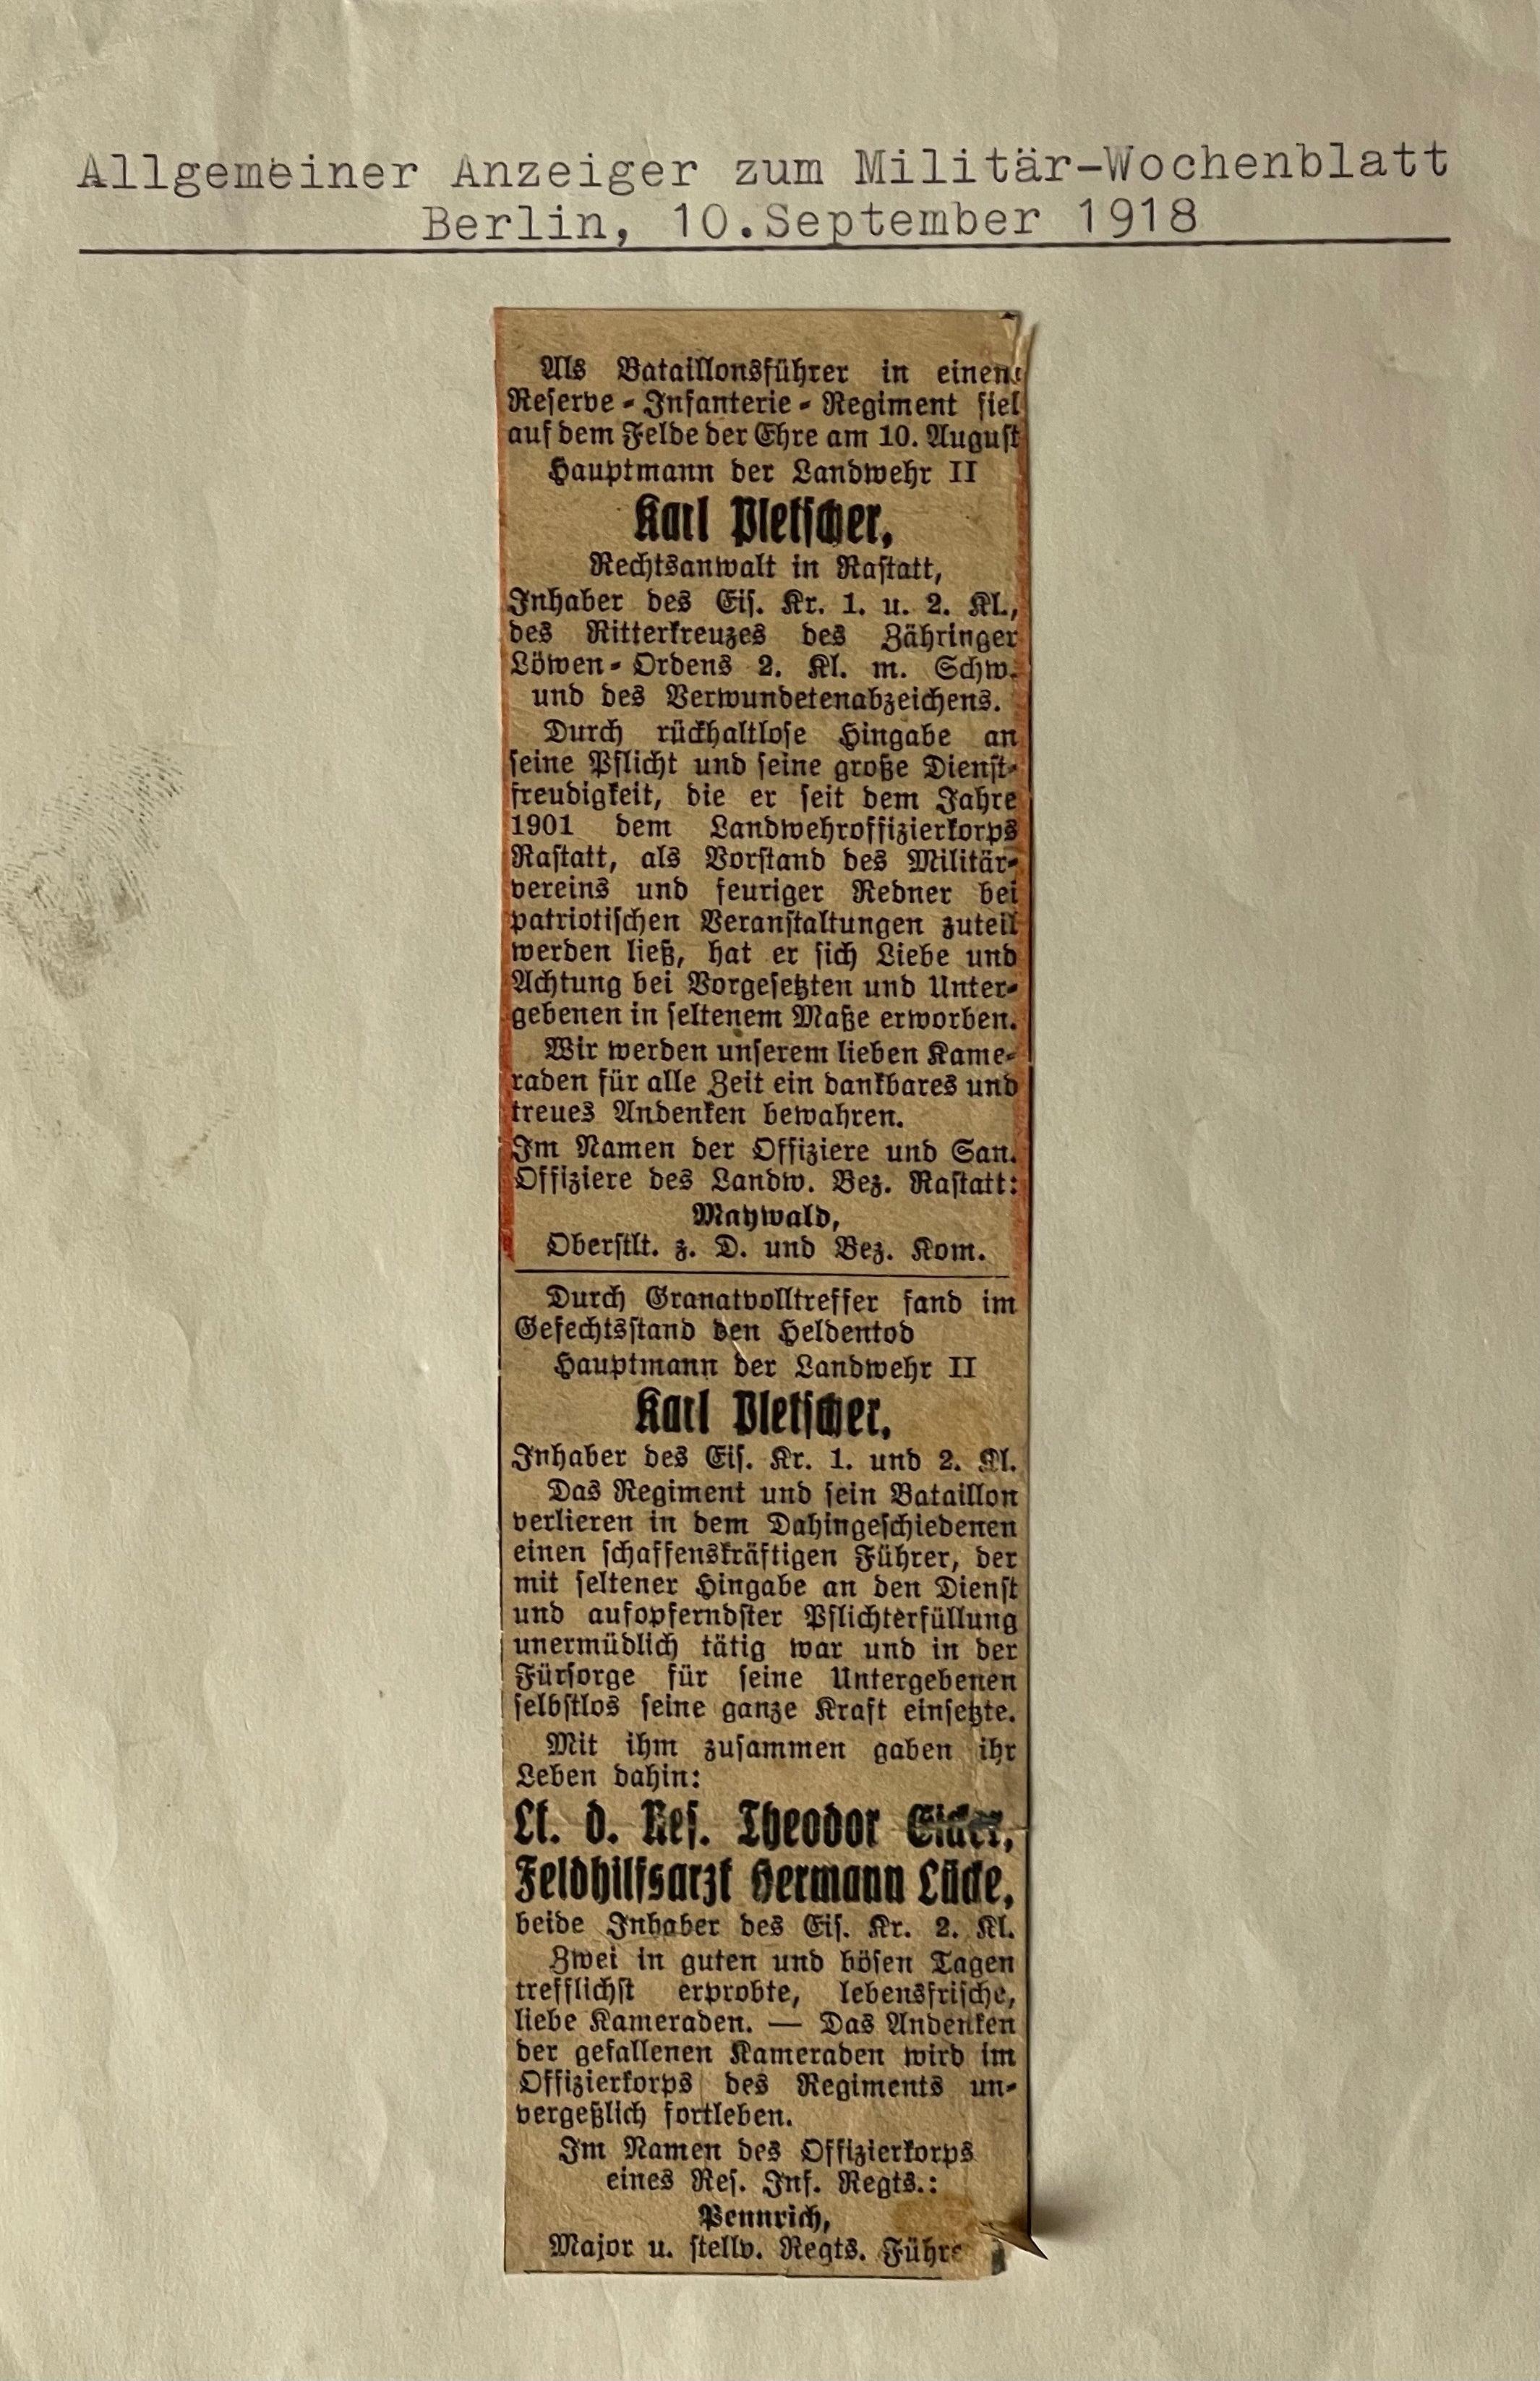 Allgemeiner Anzeiger zum Militär-Wochenblatt
Berlin, 10.September 1918
Als Bataillonsführer in einem
Reserve-Infanterie-Regiment fiel
auf dem Felde der Ehre am 10. August
Hauptmann der Landwehr II
Karl Pletscher,
Rechtsanwalt in Rastatt,
Inhaber des Eis. Kr. 1. u. 2. Kl.,
des Ritterkreuzes des Zähringer
Löwen-Ordens 2. Kl. m. Schw.
und des Verwundetenabzeichens.
Durch rückhaltlose Hingabe an
seine Pflicht und seine große Dienst-
freudigkeit, die er seit dem Jahre
1901 dem Landwehroffizierkorps
Rastatt, als Vorstand des Militär-
vereins und feuriger Redner bei
patriotischen Veranstaltungen zuteil
werden ließ, hat er sich Liebe und
Achtung bei Vorgesetzten und Unter-
gebenen in seltenem Maße erworben.
Wir werden unserem lieben Kame-
raden für alle Zeit ein dankbares und
treues Andenken bewahren.
Im Namen der Offiziere und San.
Offiziere des Landw. Bez. Rastatt:
Maywald,
Oberstlt. z. D. und Bez. Kom.
Durch Granatvolltreffer fand im
Gefechtsstand den Heldentod
Hauptmann der Landwehr II
Karl Pletscher.
Inhaber des Eis. Kr. 1. und 2. Kl.
Das Regiment und sein Bataillon
verlieren in dem Dahingeschiedenen
einen schaffenskräftigen Führer, der
mit seltener Hingabe an den Dienst
und aufopferndster Pflichterfüllung
unermüdlich tätig war und in der
Fürsorge für seine Untergebenen
selbstlos seine ganze Kraft einsetzte.
Mit ihm zusammen gaben ihr
Leben dahin:
Lt. d. Res. Theodor
Feldhilfsarzt Hermann Lücke,
beide Inhaber des Eis. Kr. 2. Kl.
Zwei in guten und bösen Tagen
trefflichst erprobte, lebensfrische,
liebe Kameraden. — Das Andenken
der gefallenen Kameraden wird im
Offizierkorps des Regiments un-
vergeßlich fortleben.
Im Namen des Offizierkorps
eines Res. Inf. Regts.:
Pennrich,
Major u. stellv. Regts. Führe